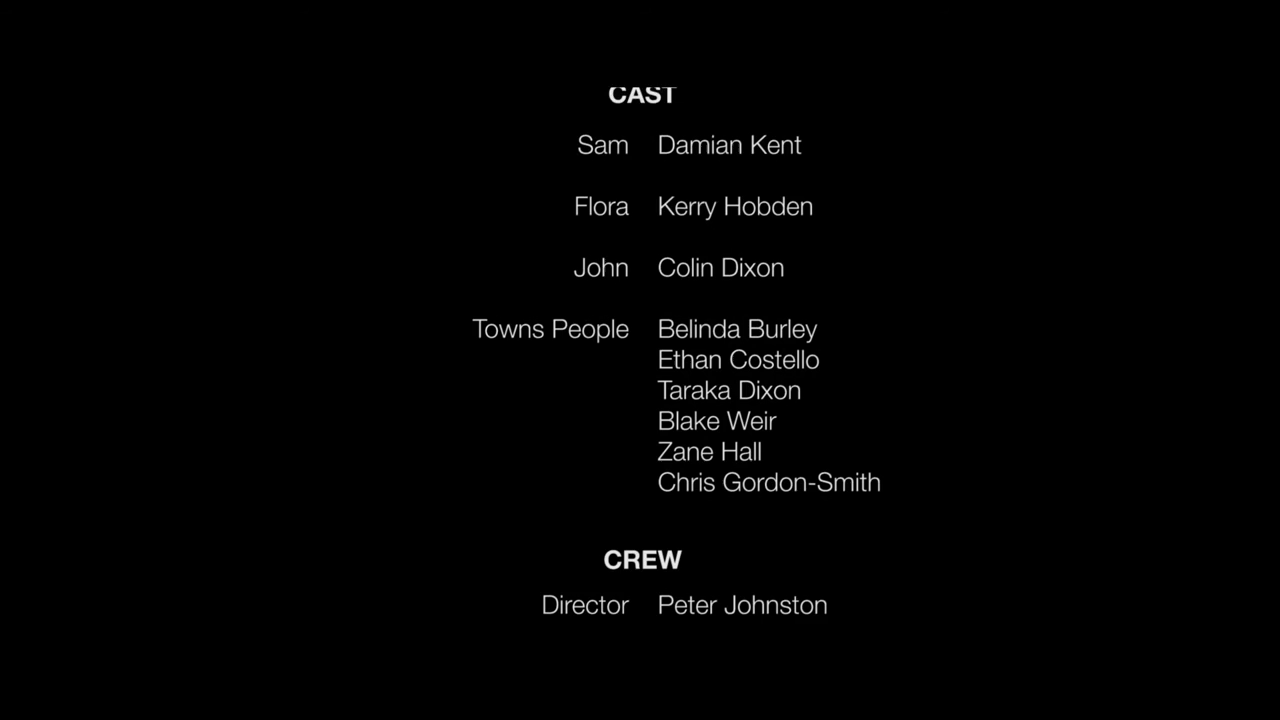 CAST
Sam Damian Kent
Flora Kerry Hobden
John Colin Dixon
Towns People Belinda Burley
Ethan Costello
Taraka Dixon
Blake Weir
Zane Hall
Chris Gordon-Smith
CREW
Director Peter Johnston